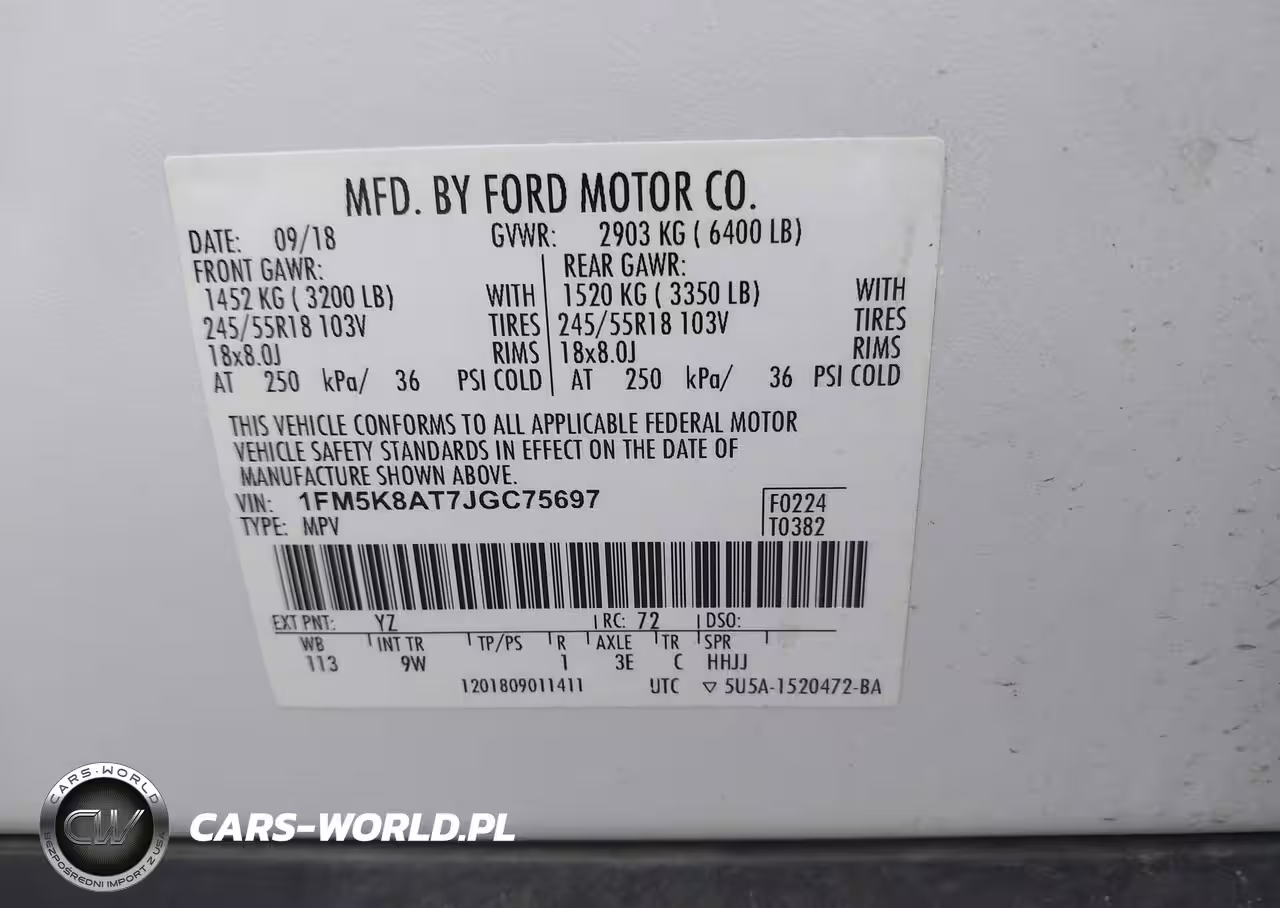 MFD. BY FORD MOTOR CO.
DATE: 09/18 GVWR: 2903 KG ( 6400 LB)
FRONT GAWR: REAR GAWR:
1452 KG ( 3200 LB) WITH 1520 KG ( 3350 LB) WITH
245/55R18 103V TIRES 245/55R18 103V TIRES
18x8.0J RIMS 18x8.0J RIMS
AT 250 kPa/ 36 PSI COLD AT 250 kPa/ 36 PSI COLD
THIS VEHICLE CONFORMS TO ALL APPLICABLE FEDERAL MOTOR
VEHICLE SAFETY STANDARDS IN EFFECT ON THE DATE OF
MANUFACTURE SHOWN ABOVE.
VIN: 1FM5K8AT7JGC75697 F0224
TYPE: MPV T0382
EXT PNT: YZ RC: 72 DSO:
WB INT TR TP/PS R AXLE TR SPR
113 9W 1 3E C HHJJ
1201809011411 UTC ▽ 5U5A-1520472-BA
CARS-WORLD
CW
BEZPOŚREDNI IMPORT Z USA
CARS-WORLD.PL